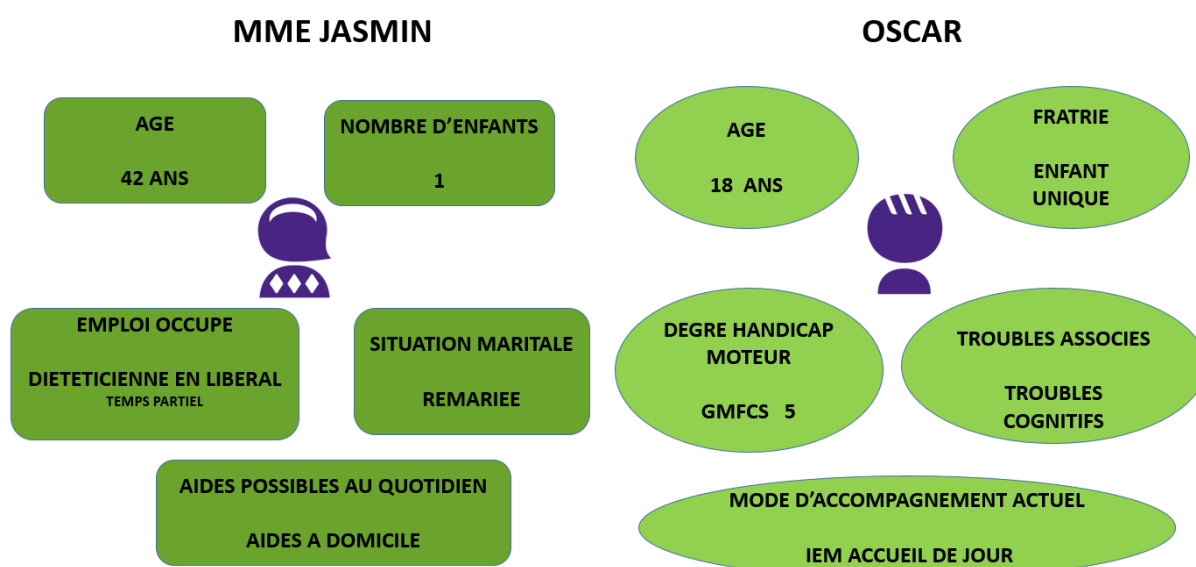 MME JASMIN
AGE
42 ANS
NOMBRE D'ENFANTS
1
EMPLOI OCCUPE
DIETETICIENNE EN LIBERAL
TEMPS PARTIEL
SITUATION MARITALE
REMARIEE
AIDES POSSIBLES AU QUOTIDIEN
AIDES A DOMICILE
OSCAR
AGE
18 ANS
FRATRIE
ENFANT
UNIQUE
DEGRE HANDICAP
MOTEUR
GMFCS 5
TROUBLES ASSOCIES
TROUBLES
COGNITIFS
MODE D'ACCOMPAGNEMENT ACTUEL
IEM ACCUEIL DE JOUR